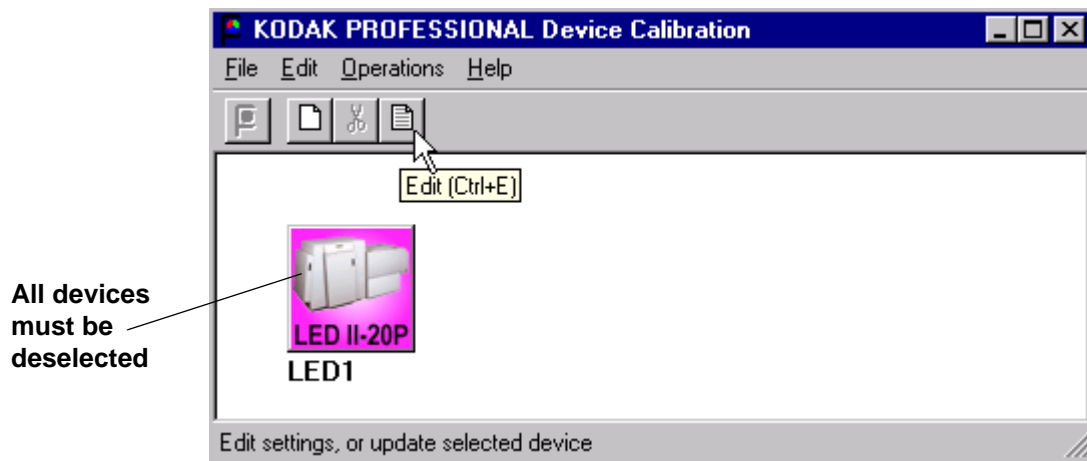 KODAK PROFESSIONAL Device Calibration
File Edit Operations Help
Edit (Ctrl+E)
All devices
must be
deselected
LED II-20P
LED1
Edit settings, or update selected device